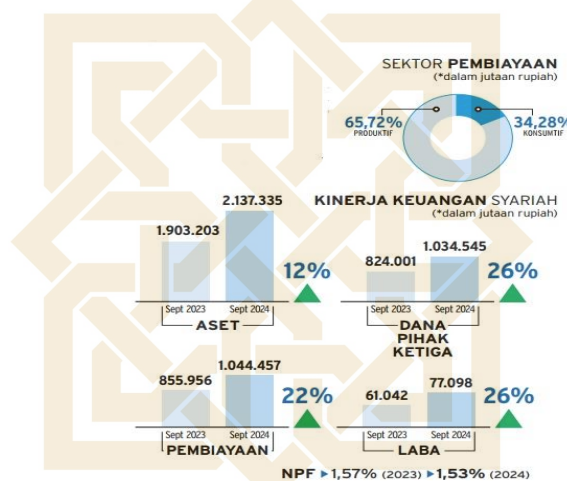 SEKTOR PEMBIAYAAN
(*dalam jutaan rupiah)
65,72%
PRODUKTIF
34,28%
KONSUMTIF
KINERJA KEUANGAN SYARIAH
(*dalam jutaan rupiah)
1.903.203
2.137.335
12%
Sept 2023
Sept 2024
ASET
824.001
1.034.545
26%
Sept 2023
Sept 2024
DANA
PIHAK
KETIGA
855.956
1.044.457
22%
Sept 2023
Sept 2024
PEMBIAYAAN
61.042
77.098
26%
Sept 2023
Sept 2024
LABA
NPF ▸1,57% (2023) ▸1,53% (2024)